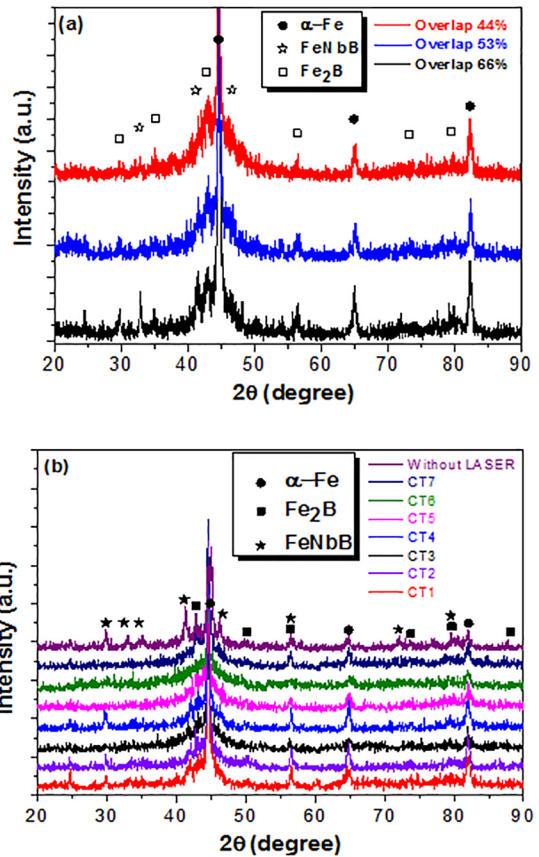 (a)
α–Fe
FeNbB
Fe2B
Overlap 44%
Overlap 53%
Overlap 66%
Intensity (a.u.)
20 30 40 50 60 70 80 90
2θ (degree)
(b)
α–Fe
Fe2B
FeNbB
Without LASER
CT7
CT6
CT5
CT4
CT3
CT2
CT1
Intensity (a.u.)
20 30 40 50 60 70 80 90
2θ (degree)